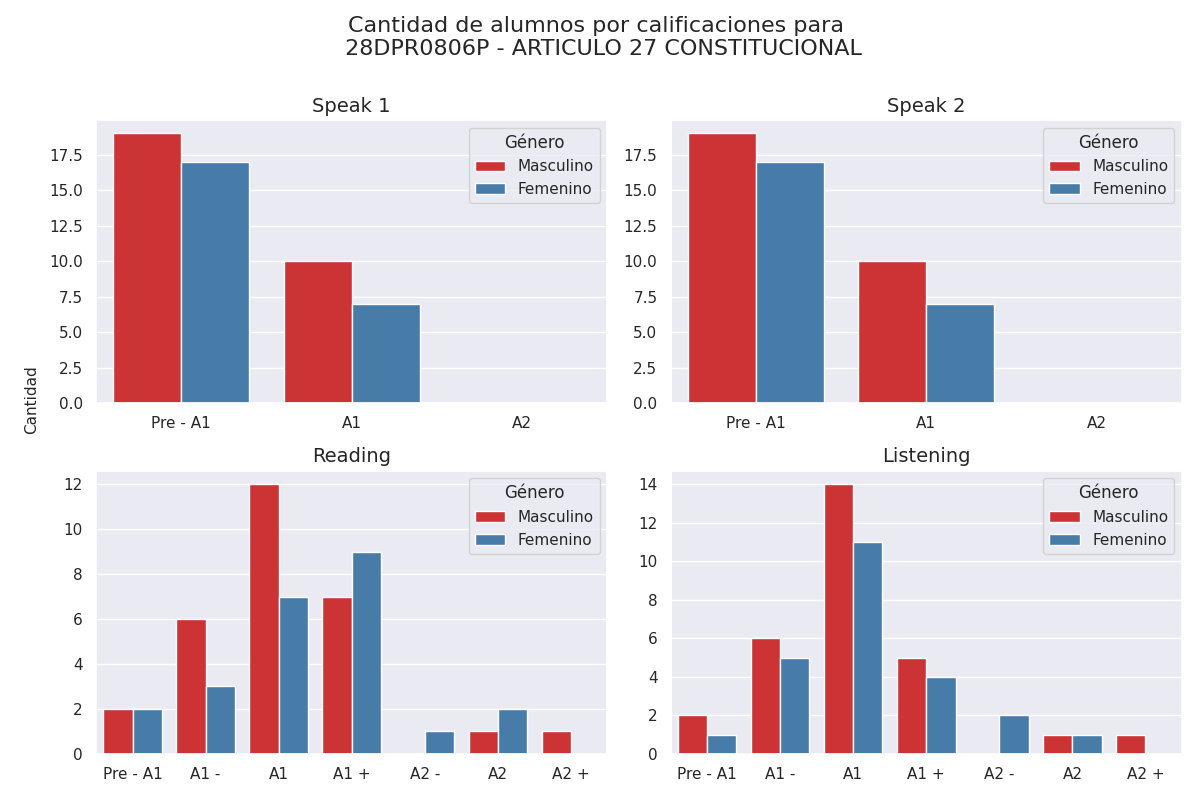 Cantidad de alumnos por calificaciones para
28DPR0806P - ARTICULO 27 CONSTITUCIONAL
Cantidad
Speak 1
17.5
15.0
12.5
10.0
7.5
5.0
2.5
0.0
Género
Masculino
Femenino
Pre - A1 A1 A2
Speak 2
17.5
15.0
12.5
10.0
7.5
5.0
2.5
0.0
Género
Masculino
Femenino
Pre - A1 A1 A2
Reading
12
10
8
6
4
2
0
Género
Masculino
Femenino
Pre - A1 A1 - A1 A1 + A2 - A2 A2 +
Listening
14
12
10
8
6
4
2
0
Género
Masculino
Femenino
Pre - A1 A1 - A1 A1 + A2 - A2 A2 +